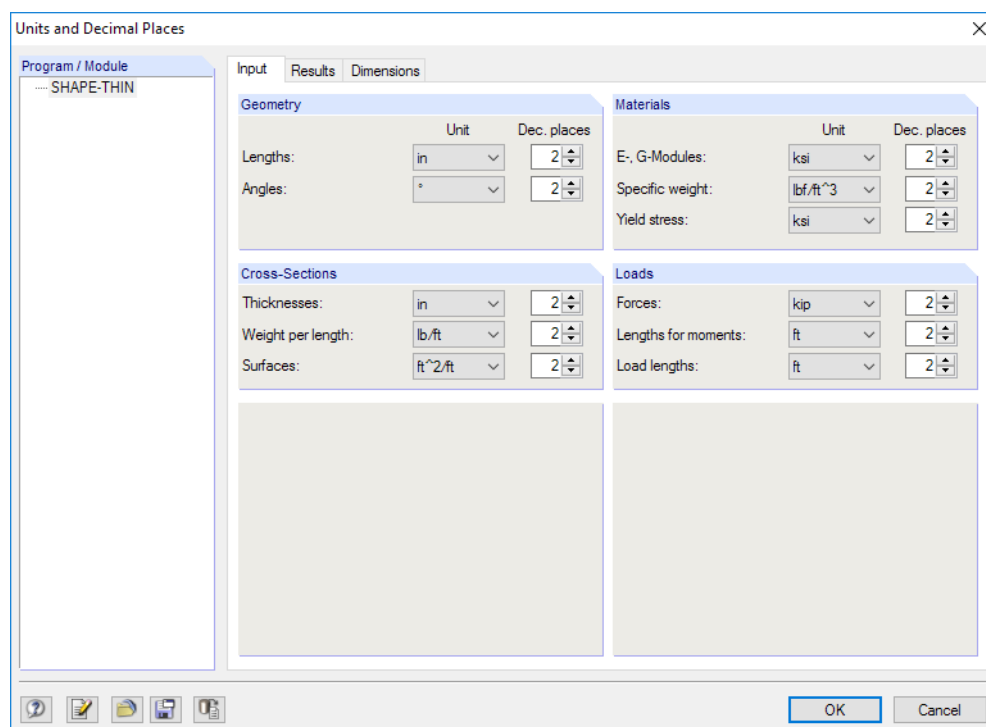 Units and Decimal Places
Program / Module
SHAPE-THIN
Input Results Dimensions
Geometry
Unit Dec. places
Lengths: in 2
Angles: ° 2
Materials
Unit Dec. places
E-, G-Modules: ksi 2
Specific weight: lbf/ft^3 2
Yield stress: ksi 2
Cross-Sections
Thicknesses: in 2
Weight per length: lb/ft 2
Surfaces: ft^2/ft 2
Loads
Forces: kip 2
Lengths for moments: ft 2
Load lengths: ft 2
OK Cancel